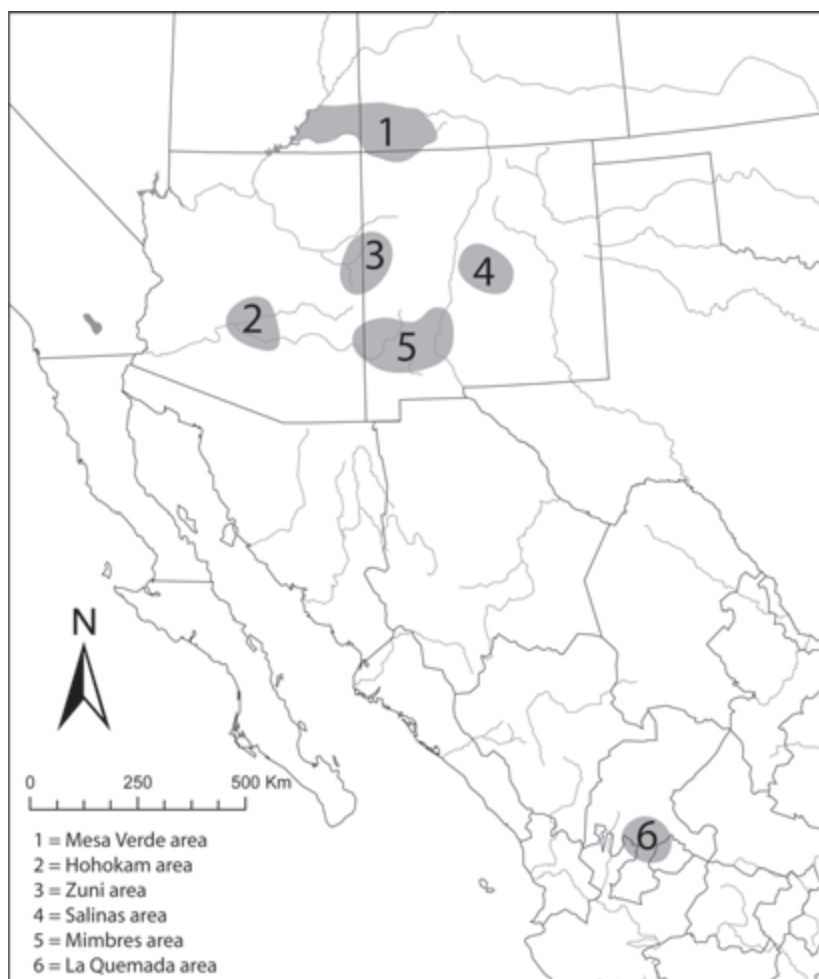 1
3
4
2
5
N
0 250 500 Km
6
1 = Mesa Verde area
2 = Hohokam area
3 = Zuni area
4 = Salinas area
5 = Mimbres area
6 = La Quemada area